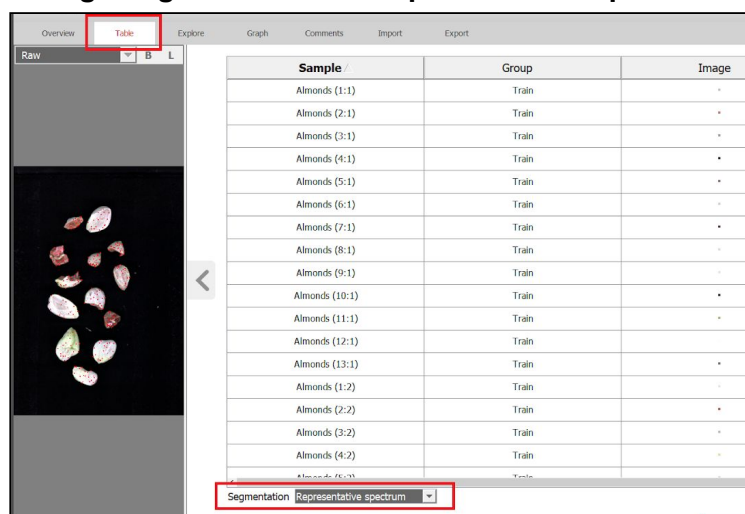 Overview Table Explore Graph Comments Import Export
Raw B L
Sample Group Image
Almonds (1:1) Train
Almonds (2:1) Train
Almonds (3:1) Train
Almonds (4:1) Train
Almonds (5:1) Train
Almonds (6:1) Train
Almonds (7:1) Train
Almonds (8:1) Train
Almonds (9:1) Train
Almonds (10:1) Train
Almonds (11:1) Train
Almonds (12:1) Train
Almonds (13:1) Train
Almonds (1:2) Train
Almonds (2:2) Train
Almonds (3:2) Train
Almonds (4:2) Train
Almonds (5:2) Train
Segmentation Representative spectrum